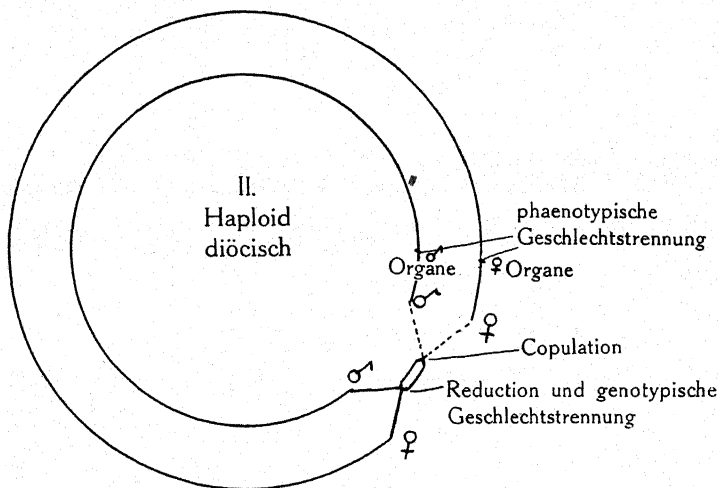 II.
Haploid
diöcisch
phaenotypische
Geschlechtstrennung
Organe ♂
♀ Organe
♂
♀
Copulation
♂
Reduction und genotypische
Geschlechtstrennung
♀